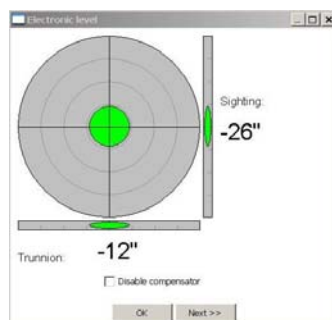 Electronic level
Sighting:
-26"
Trunnion:
-12"
Disable compensator
OK
Next >>